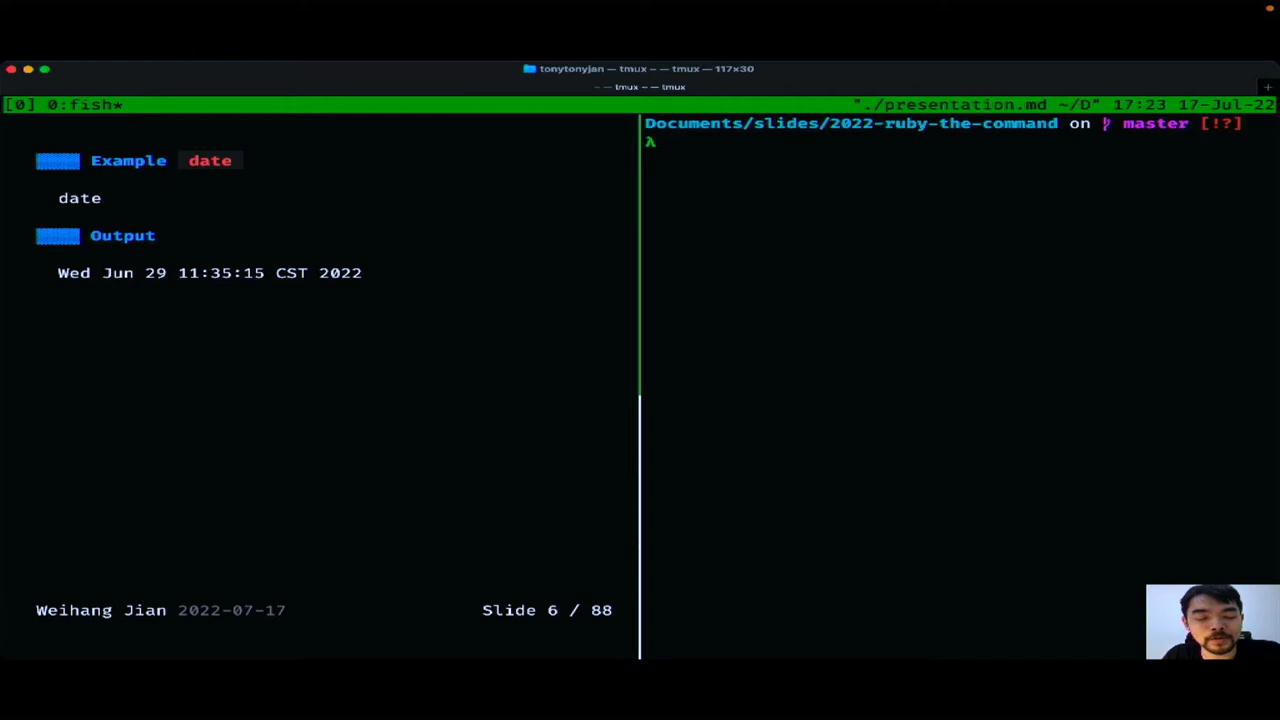 tonytonyjan — tmux - — tmux — 117×30
- — tmux - — tmux
[0] 0:fish* "./presentation.md ~/D" 17:23 17-Jul-22
Example date
date
Output
Wed Jun 29 11:35:15 CST 2022
Weihang Jian 2022-07-17 Slide 6 / 88
Documents/slides/2022-ruby-the-command on master [!?]
λ